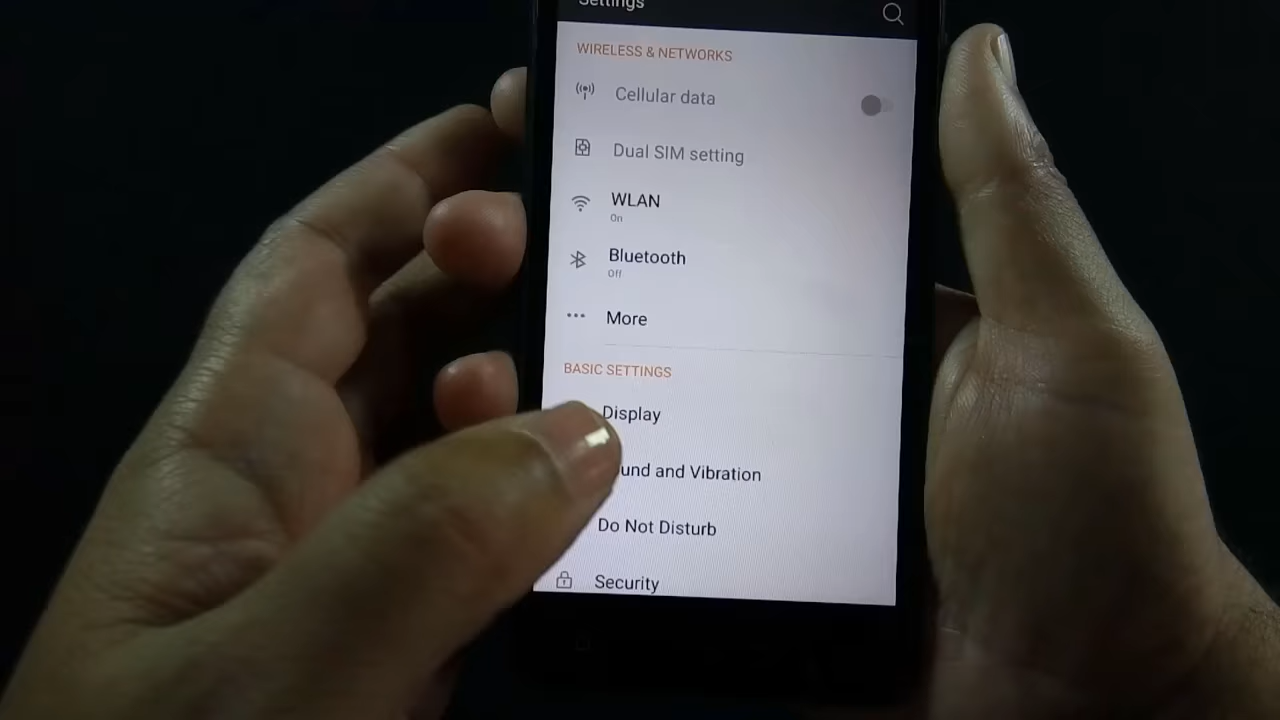 Settings
WIRELESS & NETWORKS
Cellular data
Dual SIM setting
WLAN
On
Bluetooth
Off
More
BASIC SETTINGS
Display
und and Vibration
Do Not Disturb
Security